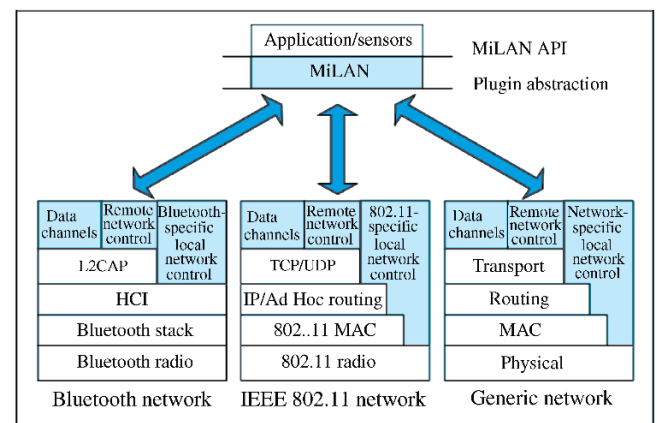 Application/sensors
MiLAN API
MiLAN
Plugin abstraction
Data
channels
Remote
network
control
Bluetooth-
specific
local
network
control
L2CAP
HCI
Bluetooth stack
Bluetooth radio
Bluetooth network
Data
channels
Remote
network
control
802.11-
specific
local
network
control
TCP/UDP
IP/Ad Hoc routing
802..11 MAC
802.11 radio
IEEE 802.11 network
Data
channels
Remote
network
control
Network-
specific
local
network
control
Transport
Routing
MAC
Physical
Generic network